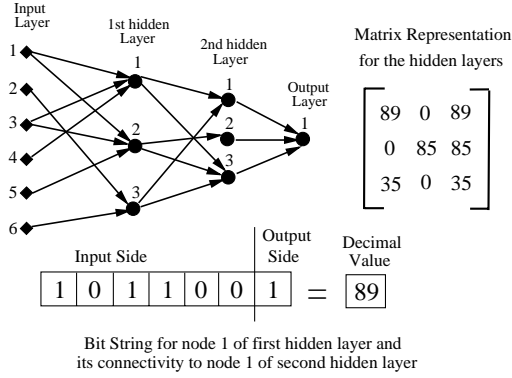 Input
Layer
1st hidden
Layer
2nd hidden
Layer
Output
Layer
1
2
3
4
5
6
1
2
3
1
2
3
1
Matrix Representation
for the hidden layers
89 0 89
0 85 85
35 0 35
Input Side
Output
Side
Decimal
Value
1 0 1 1 0 0 1 = 89
Bit String for node 1 of first hidden layer and
its connectivity to node 1 of second hidden layer